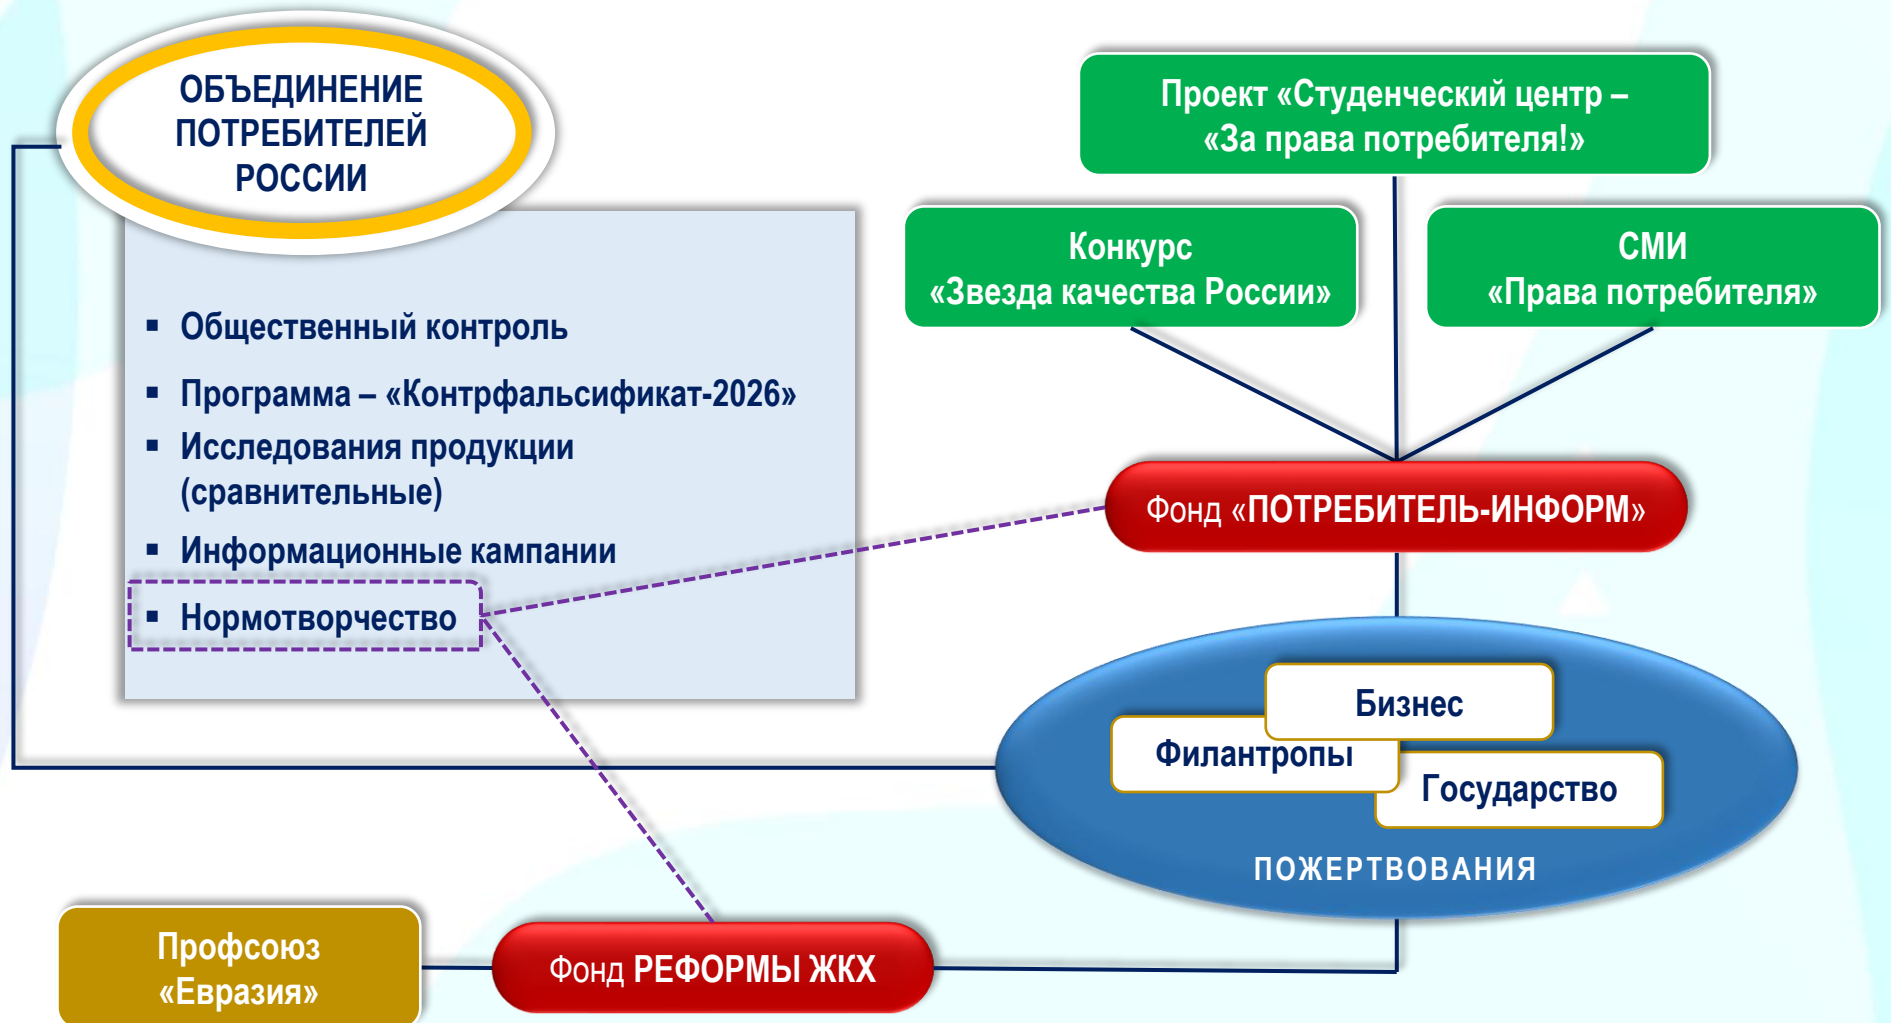 ОБЪЕДИНЕНИЕ
ПОТРЕБИТЕЛЕЙ
РОССИИ
▪ Общественный контроль
▪ Программа – «Контрфальсификат-2026»
▪ Исследования продукции
(сравнительные)
▪ Информационные кампании
▪ Нормотворчество
Проект «Студенческий центр –
«За права потребителя!»
Конкурс
«Звезда качества России»
СМИ
«Права потребителя»
Фонд «ПОТРЕБИТЕЛЬ-ИНФОРМ»
Бизнес
Филантропы
Государство
ПОЖЕРТВОВАНИЯ
Профсоюз
«Евразия»
Фонд РЕФОРМЫ ЖКХ